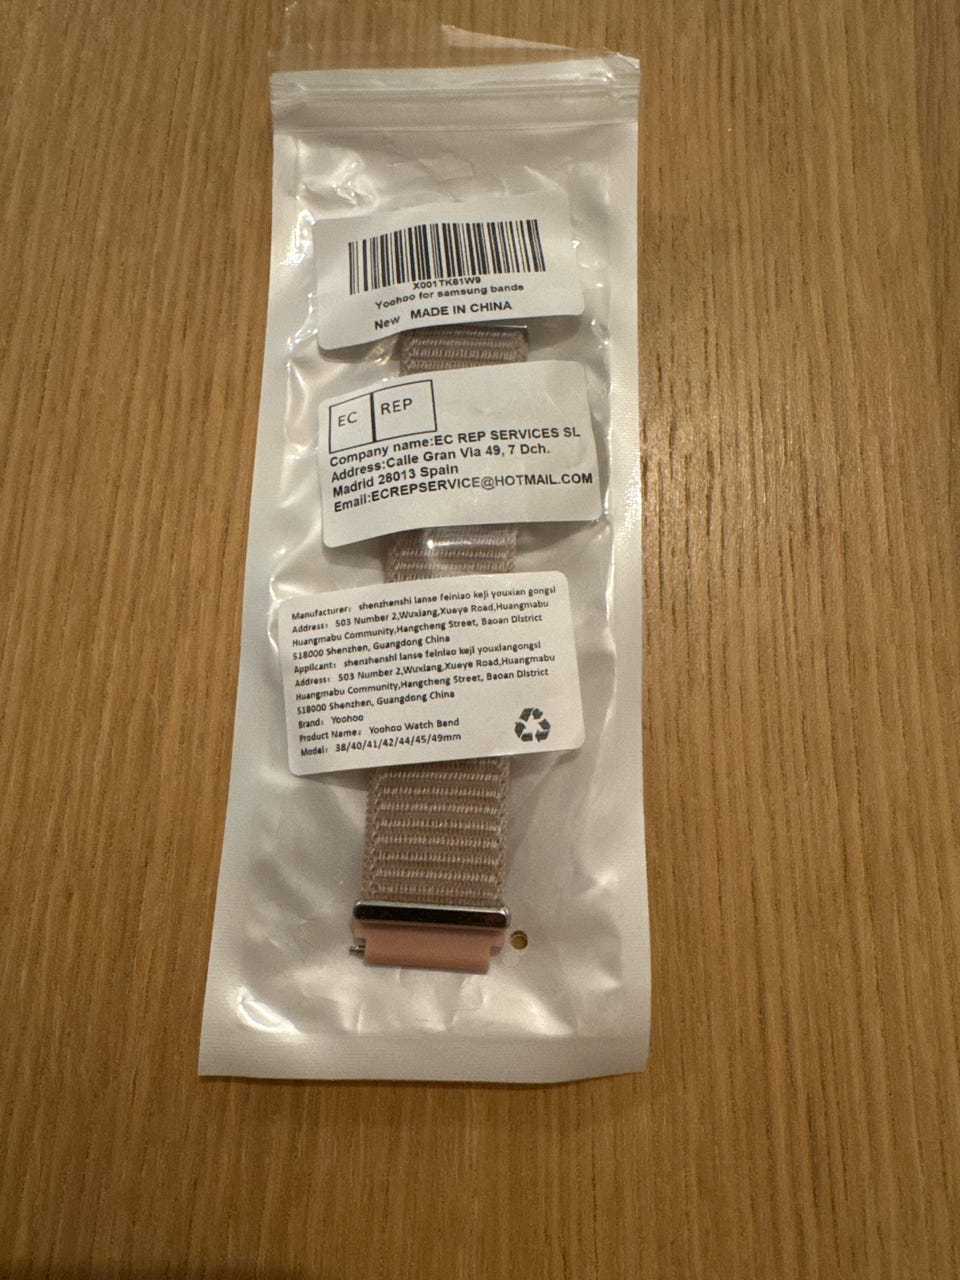 X001TK61W9
Yoohoo for samsung bands
New MADE IN CHINA
EC REP
Company name:EC REP SERVICES SL
Address:Calle Gran Via 49, 7 Dch.
Madrid 28013 Spain
Email:ECREPSERVICE@HOTMAIL.COM
Manufacturer: shenzhenshi lanse feiniao keji youxian gongsi
Address: 503 Number 2,Wuxiang,Xueye Road,Huangmabu
Huangmabu Community,Hangcheng Street, Baoan District
518000 Shenzhen, Guangdong China
Applicant: shenzhenshi lanse feiniao keji youxiangongsi
Address: 503 Number 2,Wuxiang,Xueye Road,Huangmabu
Huangmabu Community,Hangcheng Street, Baoan District
518000 Shenzhen, Guangdong China
Brand: Yoohoo
Product Name: Yoohoo Watch Band
Model: 38/40/41/42/44/45/49mm